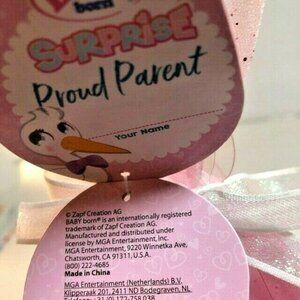 born
SURPRISE
Proud Parent
Your Name
© Zapf Creation AG
BABY born® is an internationally registered
trademark of Zapf Creation AG.
Manufactured and distributed under
license by MGA Entertainment, Inc.
MGA Entertainment, 9220 Winnetka Ave,
Chatsworth, CA 91311, U.S.A.
(800) 222-4685
Made in China
MGA Entertainment (Netherlands) B.V.
Klipperaak 201, 2411 ND Bodegraven, NL